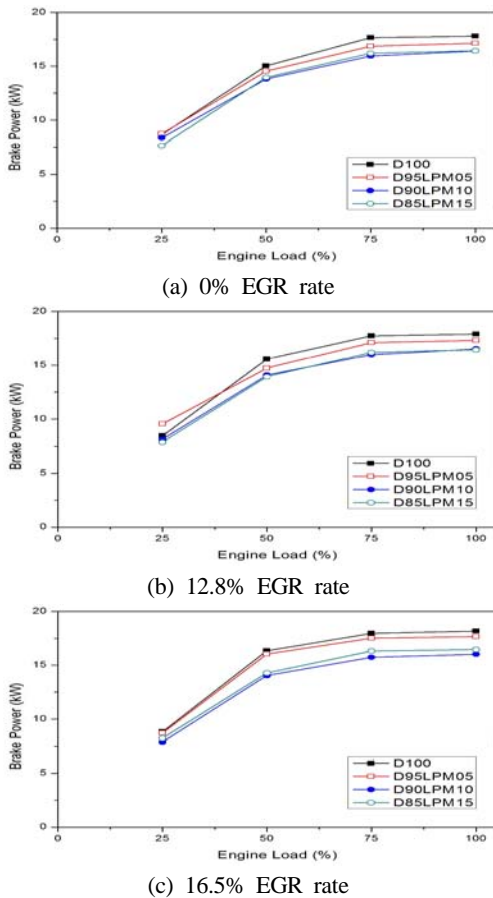 20
15
10
5
0
Brake Power (kW)
D100
D95LPM05
D90LPM10
D85LPM15
0 25 50 75 100
Engine Load (%)
(a) 0% EGR rate
20
15
10
5
0
Brake Power (kW)
D100
D95LPM05
D90LPM10
D85LPM15
0 25 50 75 100
Engine Load (%)
(b) 12.8% EGR rate
20
15
10
5
0
Brake Power (kW)
D100
D95LPM05
D90LPM10
D85LPM15
0 25 50 75 100
Engine Load (%)
(c) 16.5% EGR rate